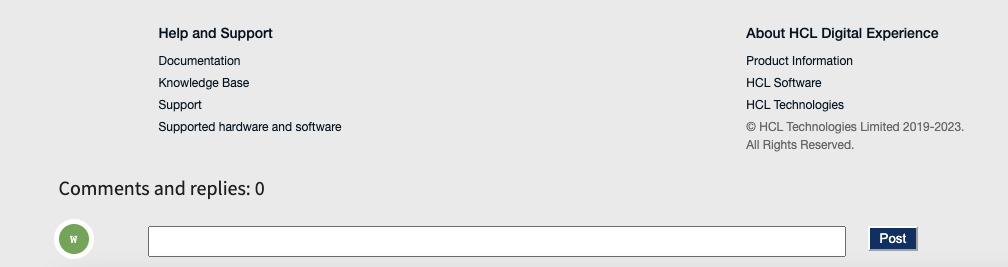 Help and Support
Documentation
Knowledge Base
Support
Supported hardware and software
About HCL Digital Experience
Product Information
HCL Software
HCL Technologies
© HCL Technologies Limited 2019-2023.
All Rights Reserved.
Comments and replies: 0
W
Post